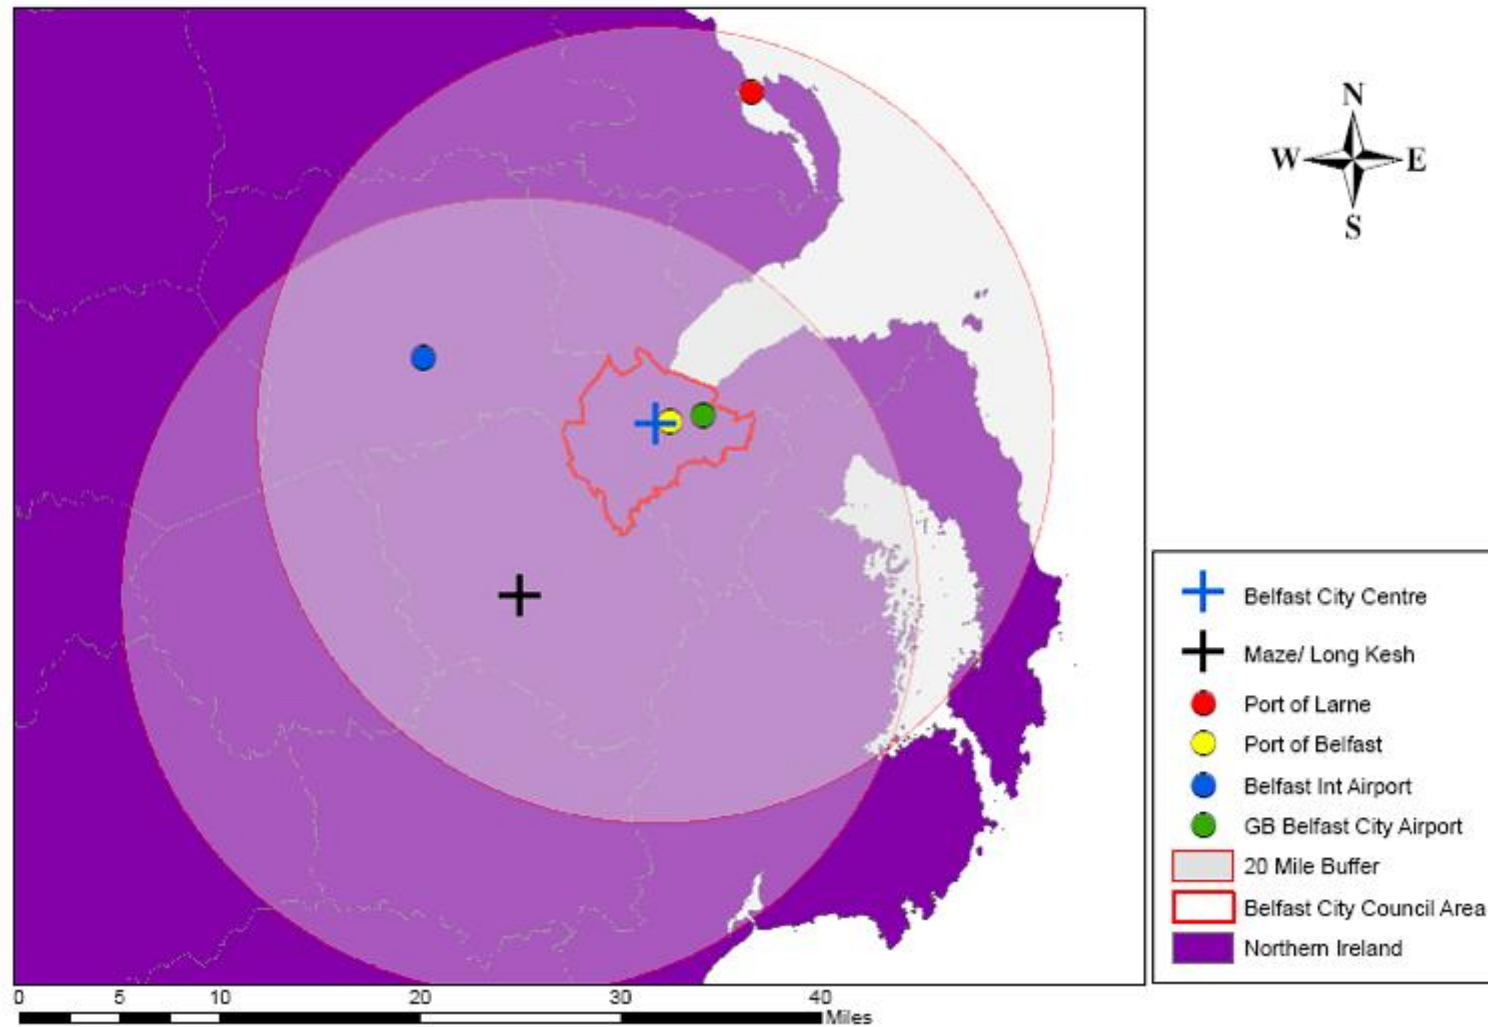 N
W E
S
Belfast City Centre
Maze/ Long Kesh
Port of Larne
Port of Belfast
Belfast Int Airport
GB Belfast City Airport
20 Mile Buffer
Belfast City Council Area
Northern Ireland
0 5 10 20 30 40
Miles